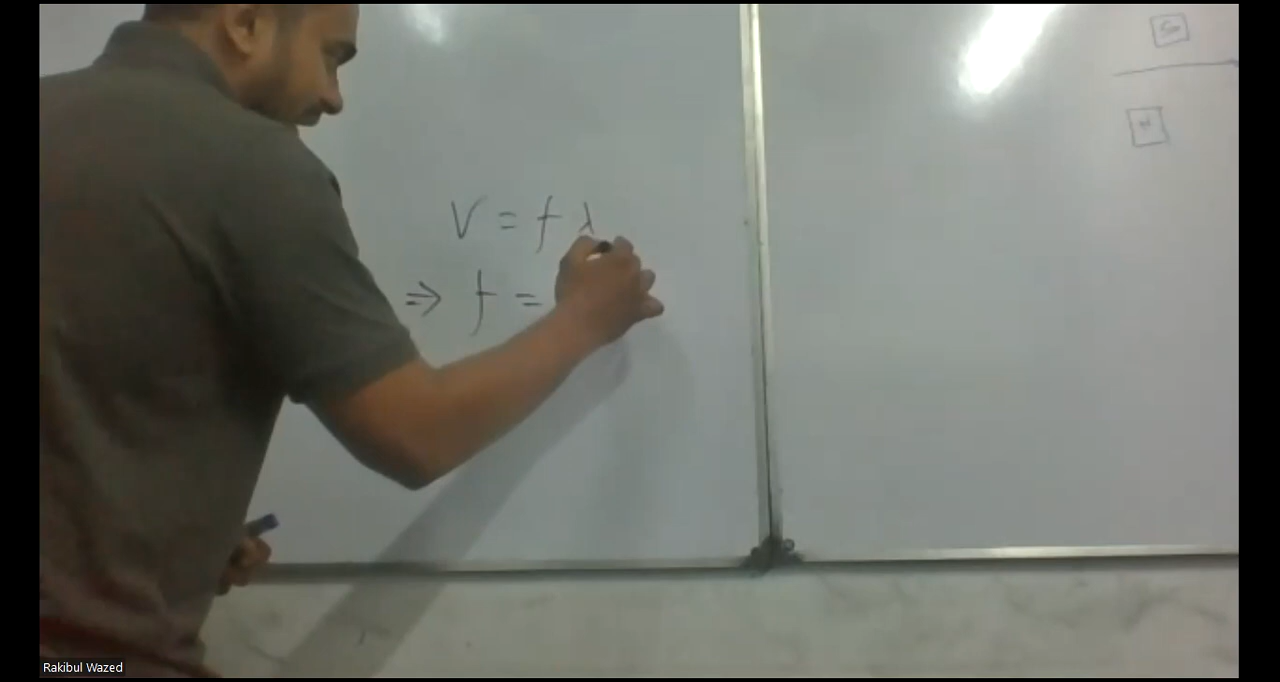 V = f λ
⇒ f =
Rakibul Wazed